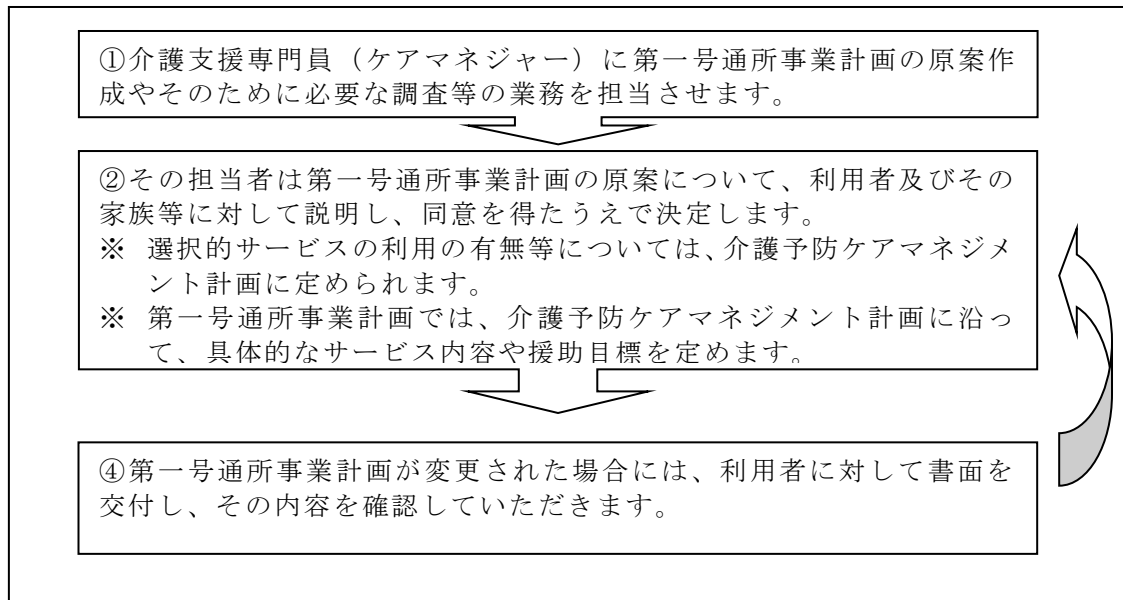 ①介護支援専門員（ケアマネジャー）に第一号通所事業計画の原案作
成やそのために必要な調査等の業務を担当させます。
②その担当者は第一号通所事業計画の原案について、利用者及びその
家族等に対して説明し、同意を得たうえで決定します。
※ 選択的サービスの利用の有無等については、介護予防ケアマネジメ
ント計画に定められます。
※ 第一号通所事業計画では、介護予防ケアマネジメント計画に沿っ
て、具体的なサービス内容や援助目標を定めます。
④第一号通所事業計画が変更された場合には、利用者に対して書面を
交付し、その内容を確認していただきます。